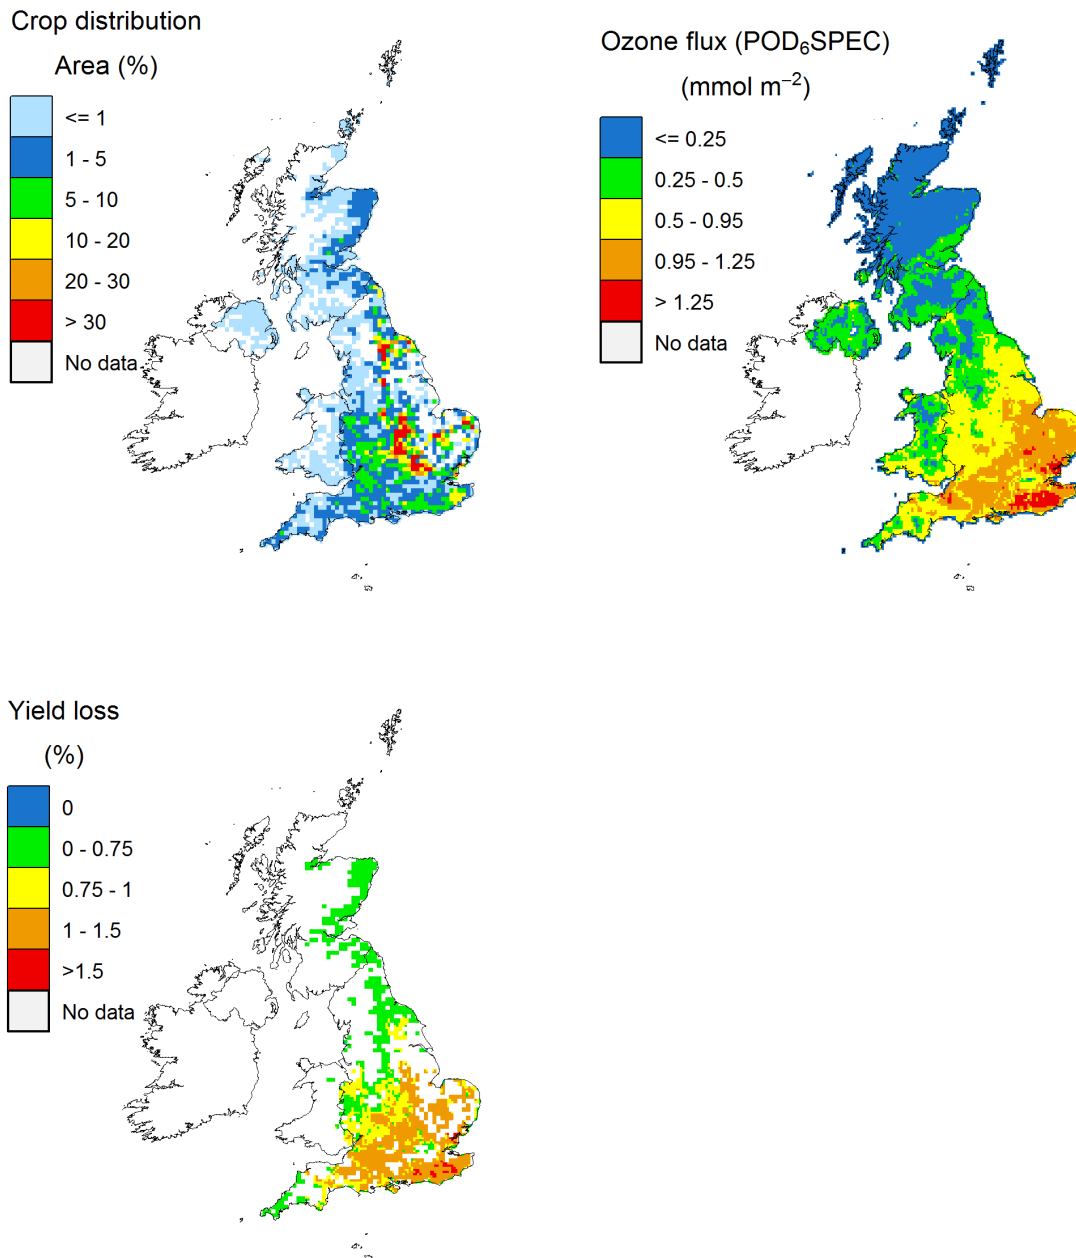 Crop distribution
Area (%)
<= 1
1 - 5
5 - 10
10 - 20
20 - 30
> 30
No data
Ozone flux (POD₆SPEC)
(mmol m⁻²)
<= 0.25
0.25 - 0.5
0.5 - 0.95
0.95 - 1.25
> 1.25
No data
Yield loss
(%)
0
0 - 0.75
0.75 - 1
1 - 1.5
>1.5
No data